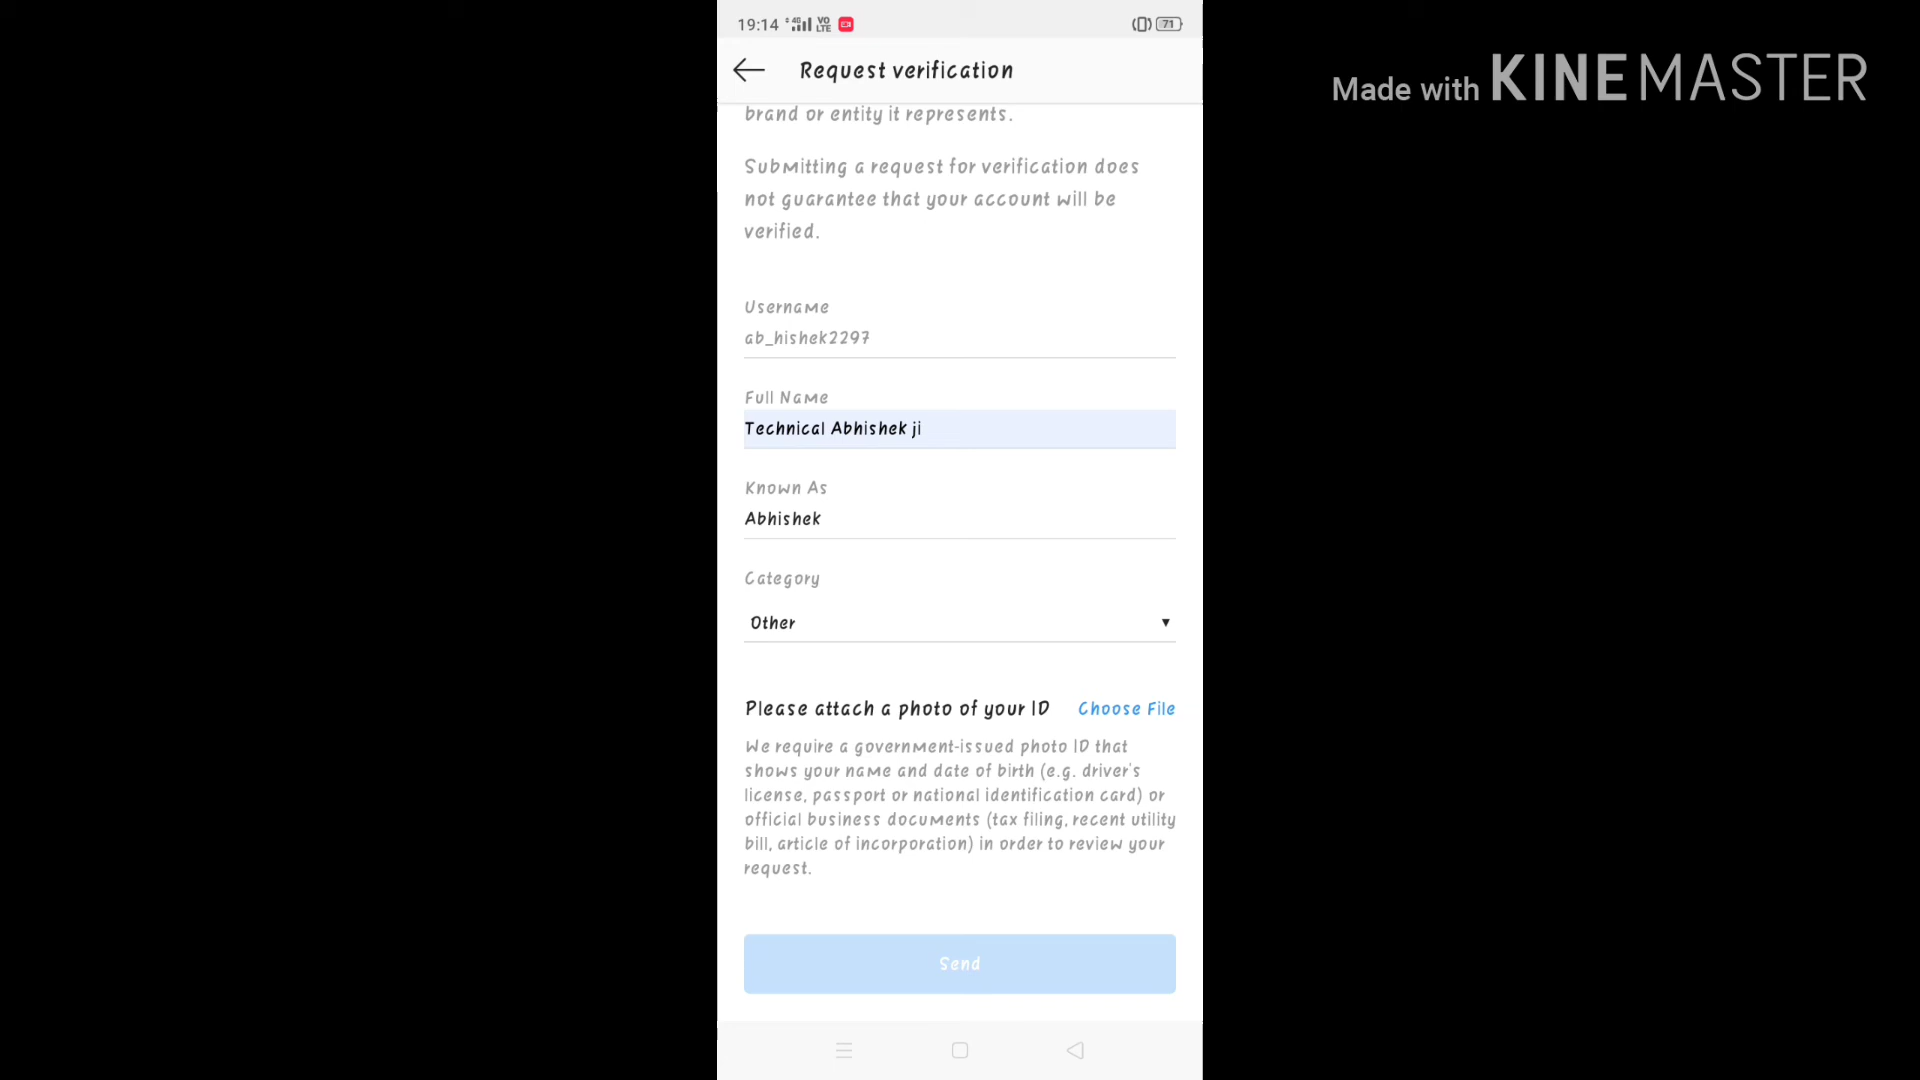 19:14 4G VO LTE 71
Request verification
Made with KINEMASTER
brand or entity it represents.
Submitting a request for verification does
not guarantee that your account will be
verified.
Username
ab_hishek2297
Full Name
Technical Abhishek ji
Known As
Abhishek
Category
Other
Please attach a photo of your ID Choose File
We require a government-issued photo ID that
shows your name and date of birth (e.g. driver's
license, passport or national identification card) or
official business documents (tax filing, recent utility
bill, article of incorporation) in order to review your
request.
Send